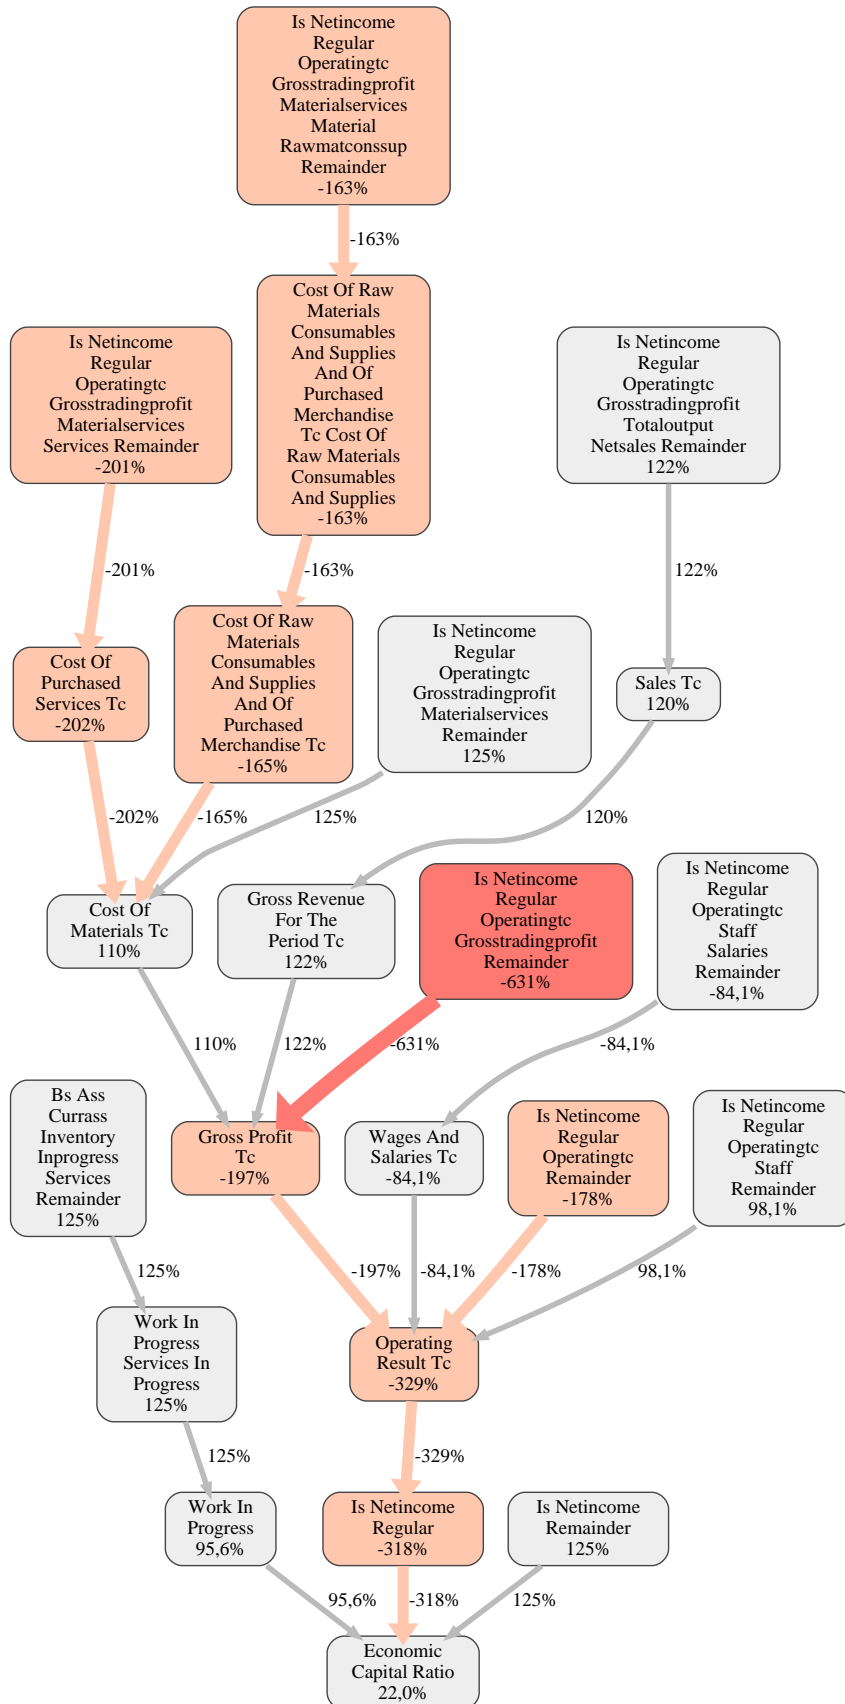 Is Netincome
Regular
Operatingtc
Grosstradingprofit
Materialservices
Material
Rawmatconssup
Remainder
-163%
-163%
Cost Of Raw
Materials
Consumables
And Supplies
And Of
Purchased
Merchandise
Tc Cost Of
Raw Materials
Consumables
And Supplies
-163%
Is Netincome
Regular
Operatingtc
Grosstradingprofit
Materialservices
Services Remainder
-201%
Is Netincome
Regular
Operatingtc
Grosstradingprofit
Totaloutput
Netsales Remainder
122%
-201%
-163%
122%
Cost Of
Purchased
Services Tc
-202%
Cost Of Raw
Materials
Consumables
And Supplies
And Of
Purchased
Merchandise Tc
-165%
Is Netincome
Regular
Operatingtc
Grosstradingprofit
Materialservices
Remainder
125%
Sales Tc
120%
-202%
-165%
125%
120%
Cost Of
Materials Tc
110%
Gross Revenue
For The
Period Tc
122%
Is Netincome
Regular
Operatingtc
Grosstradingprofit
Remainder
-631%
Is Netincome
Regular
Operatingtc
Staff
Salaries
Remainder
-84,1%
110%
122%
-631%
-84,1%
Bs Ass
Currass
Inventory
Inprogress
Services
Remainder
125%
Gross Profit
Tc
-197%
Wages And
Salaries Tc
-84,1%
Is Netincome
Regular
Operatingtc
Remainder
-178%
Is Netincome
Regular
Operatingtc
Staff
Remainder
98,1%
125%
-197%
-84,1%
-178%
98,1%
Work In
Progress
Services In
Progress
125%
Operating
Result Tc
-329%
125%
-329%
Work In
Progress
95,6%
Is Netincome
Regular
-318%
Is Netincome
Remainder
125%
95,6%
-318%
125%
Economic
Capital Ratio
22,0%